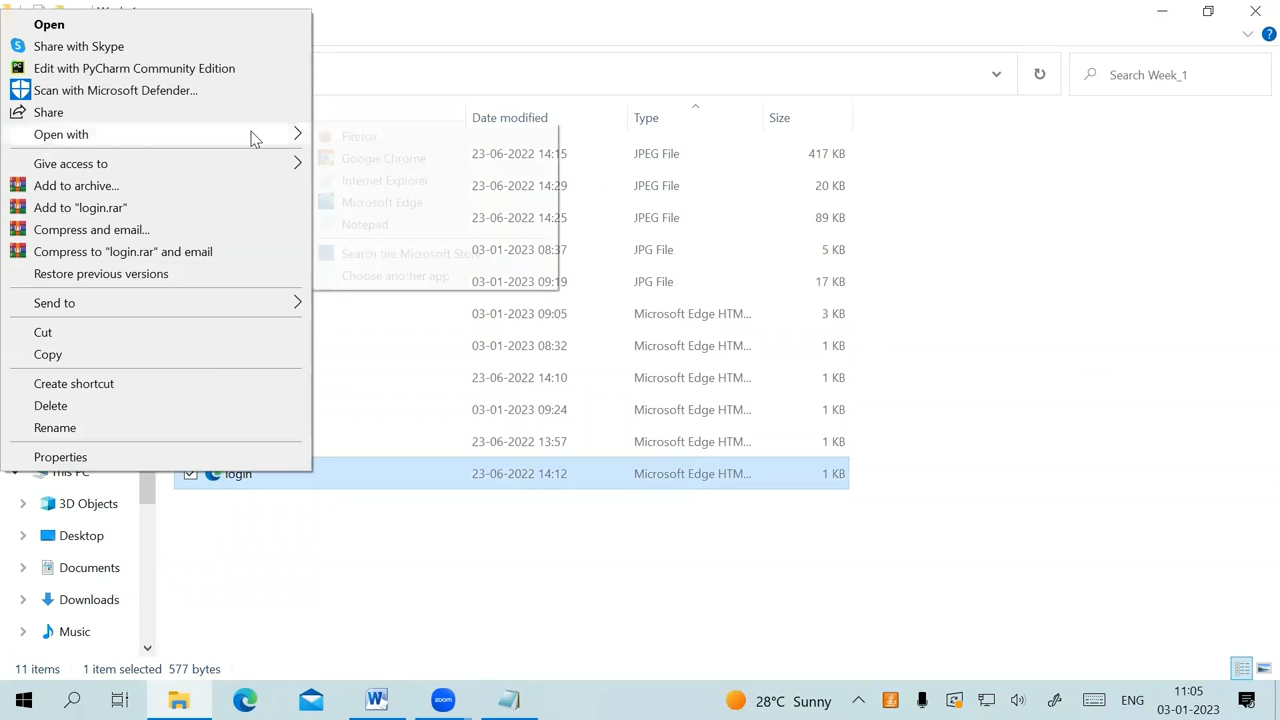 Open
Share with Skype
Edit with PyCharm Community Edition
Scan with Microsoft Defender...
Share
Open with
Give access to
Add to archive...
Add to "login.rar"
Compress and email...
Compress to "login.rar" and email
Restore previous versions
Send to
Cut
Copy
Create shortcut
Delete
Rename
Properties
Firefox
Google Chrome
Internet Explorer
Microsoft Edge
Notepad
Search the Microsoft Store
Choose another app
Search Week_1
Date modified Type Size
23-06-2022 14:15 JPEG File 417 KB
23-06-2022 14:29 JPEG File 20 KB
23-06-2022 14:25 JPEG File 89 KB
03-01-2023 08:37 JPG File 5 KB
03-01-2023 09:19 JPG File 17 KB
03-01-2023 09:05 Microsoft Edge HTM... 3 KB
03-01-2023 08:32 Microsoft Edge HTM... 1 KB
23-06-2022 14:10 Microsoft Edge HTM... 1 KB
03-01-2023 09:24 Microsoft Edge HTM... 1 KB
23-06-2022 13:57 Microsoft Edge HTM... 1 KB
login 23-06-2022 14:12 Microsoft Edge HTM... 1 KB
This PC
3D Objects
Desktop
Documents
Downloads
Music
11 items 1 item selected 577 bytes
zoom
28°C Sunny
ENG
11:05
03-01-2023